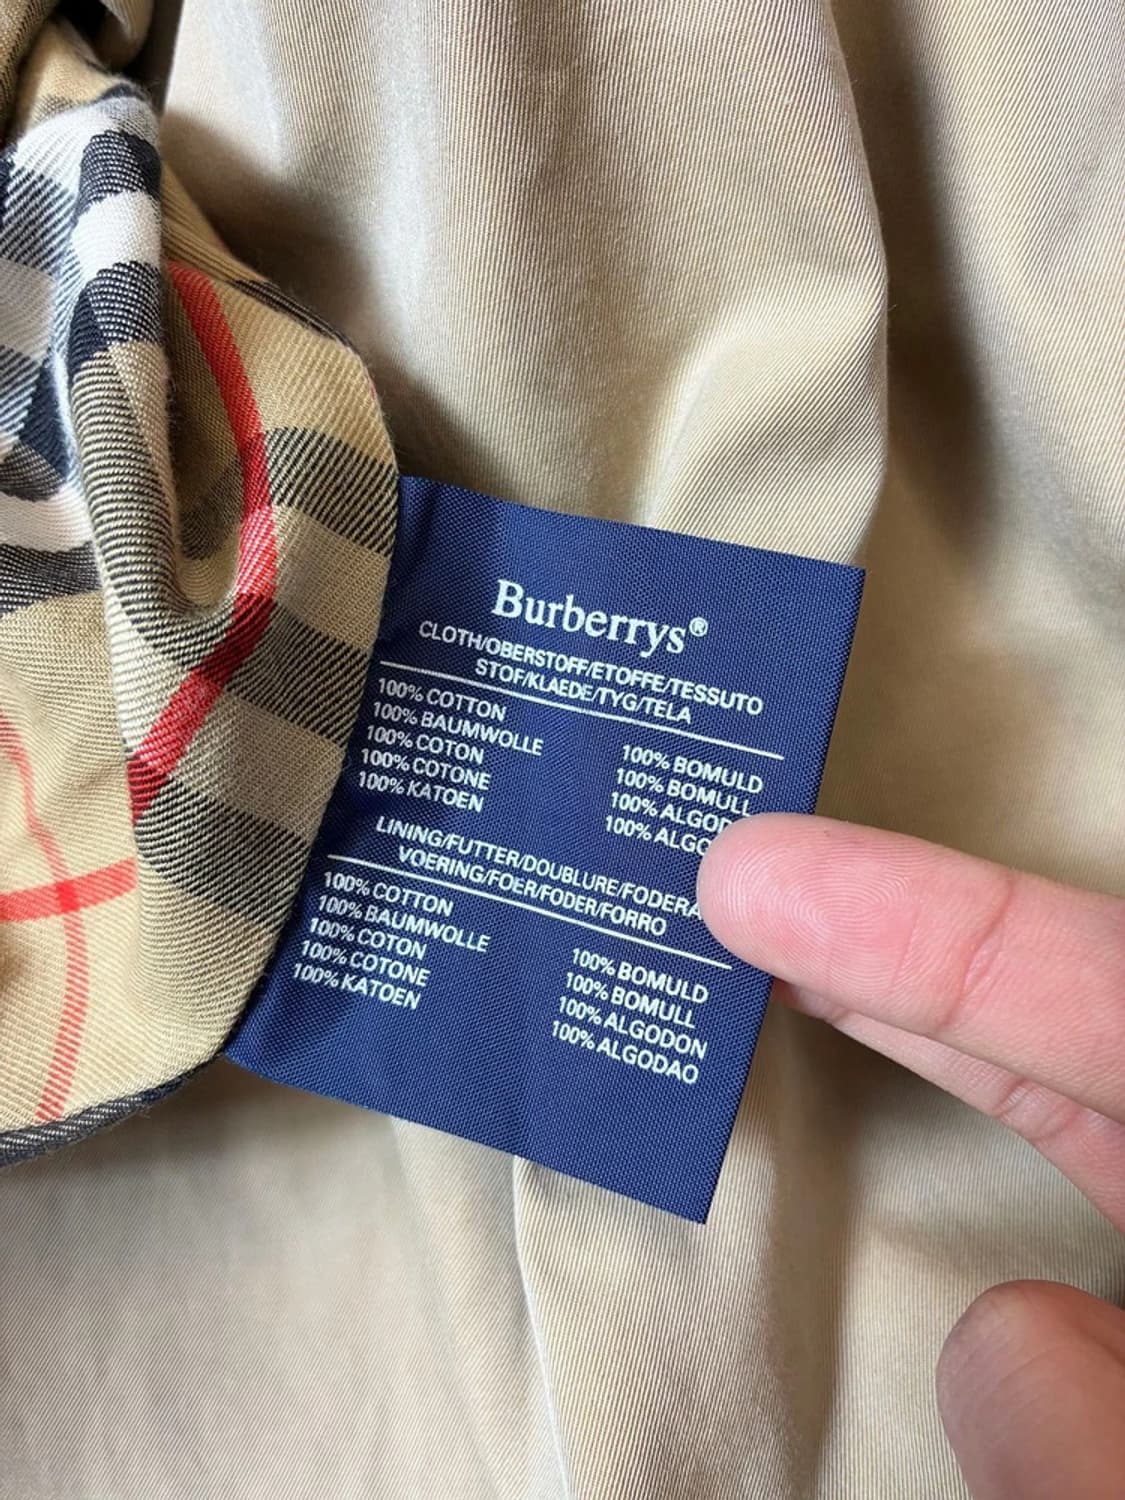 Burberrys®
CLOTH/OBERSTOFF/ETOFFE/TESSUTO
STOF/KLAEDE/TYG/TELA
100% COTTON
100% BAUMWOLLE
100% COTON
100% COTONE
100% KATOEN
100% BOMULD
100% BOMULL
100%
100%
LINING/FUTTER/DOUBLURE/FODERA
VOERING/FOER/FODER/FORRO
100% COTTON
100% BAUMWOLLE
100% COTON
100% COTONE
100% KATOEN
100% BOMULD
100% BOMULL
100% ALGODON
100% ALGODAO